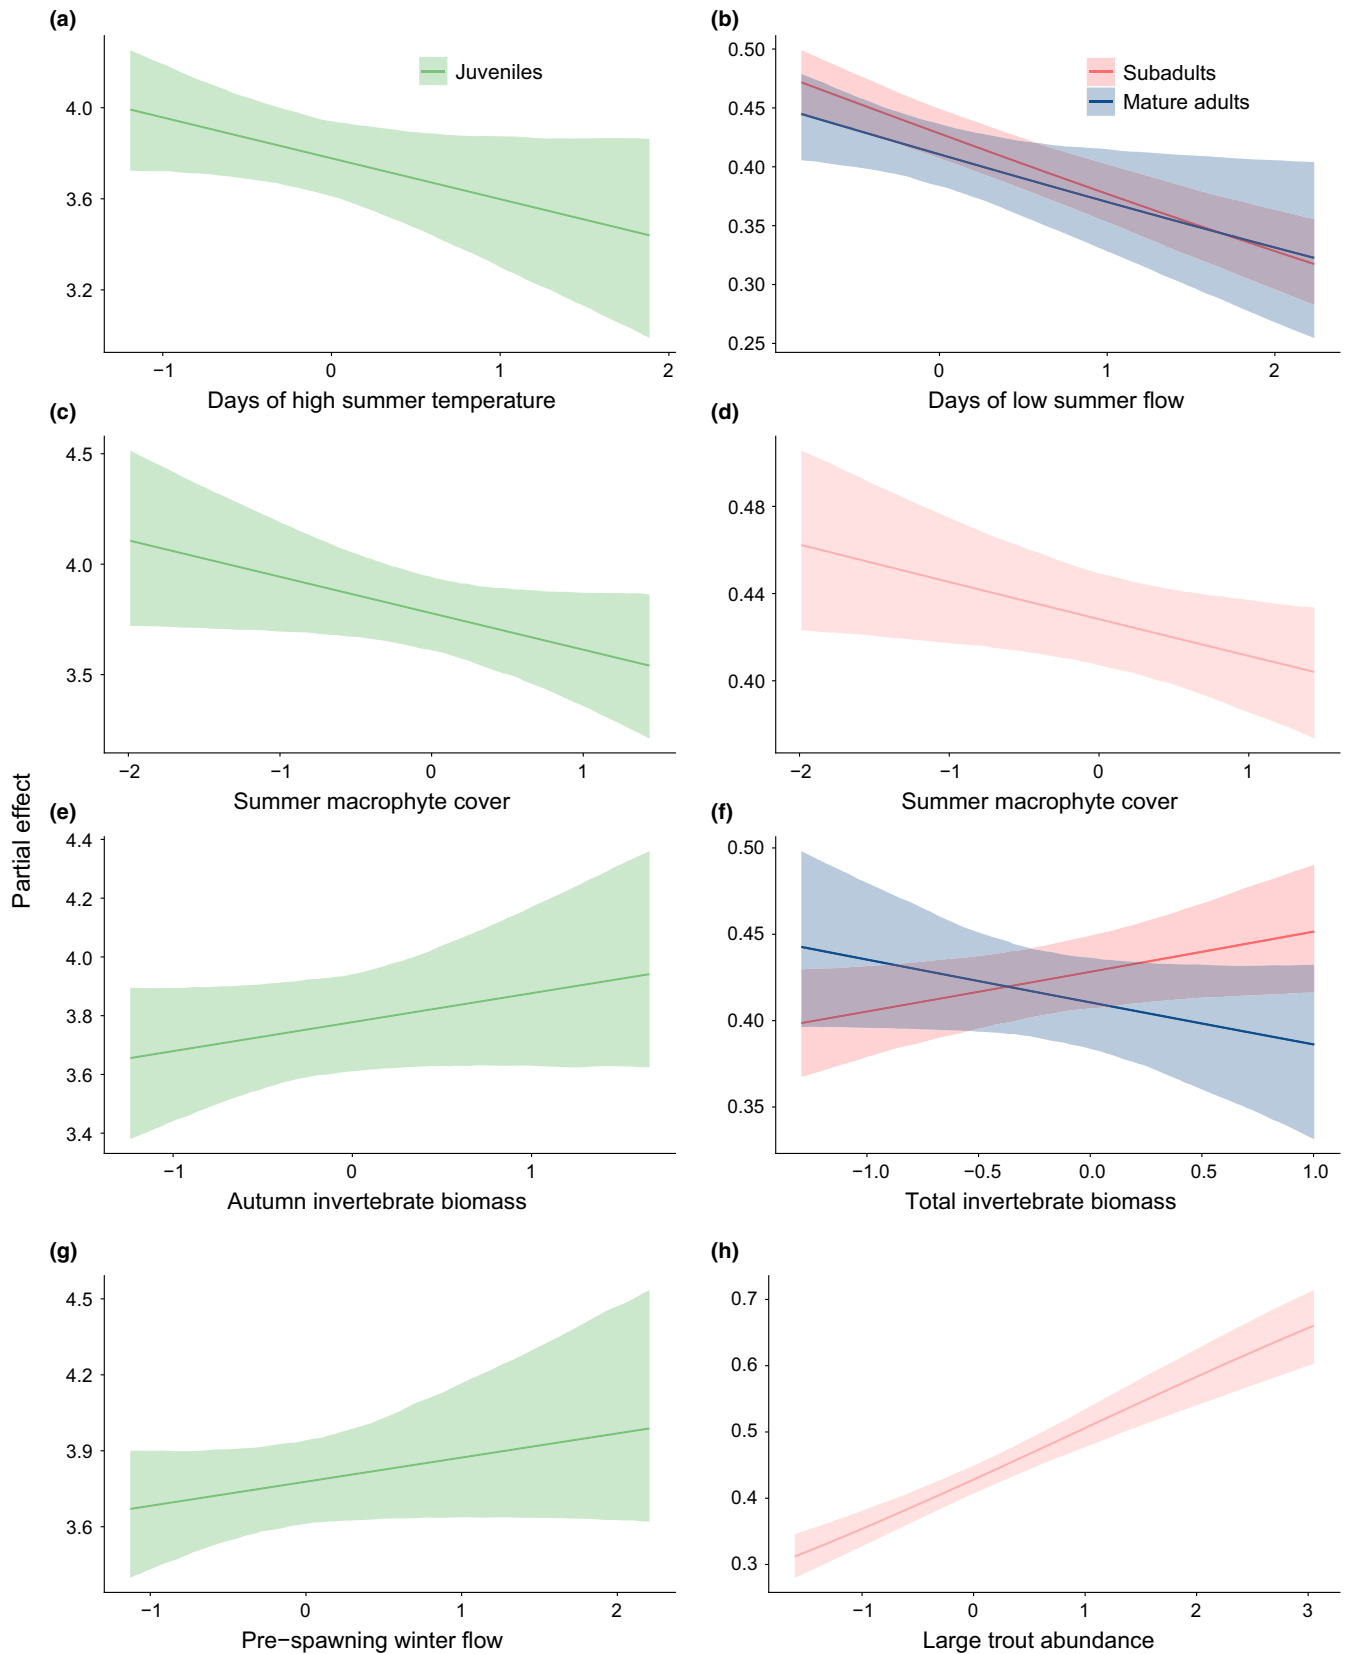 (a)
Juveniles
4.0
3.6
3.2
−1 0 1 2
Days of high summer temperature
(b)
Subadults
Mature adults
0.50
0.45
0.40
0.35
0.30
0.25
0 1 2
Days of low summer flow
(c)
4.5
4.0
3.5
−2 −1 0 1
Summer macrophyte cover
(d)
0.48
0.44
0.40
−2 −1 0 1
Summer macrophyte cover
Partial effect
(e)
4.4
4.2
4.0
3.8
3.6
3.4
−1 0 1
Autumn invertebrate biomass
(f)
0.50
0.45
0.40
0.35
−1.0 −0.5 0.0 0.5 1.0
Total invertebrate biomass
(g)
4.5
4.2
3.9
3.6
−1 0 1 2
Pre−spawning winter flow
(h)
0.7
0.6
0.5
0.4
0.3
−1 0 1 2 3
Large trout abundance